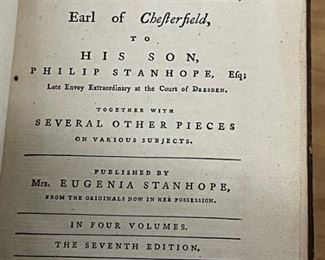 Earl of Cheſterfield,
TO
HIS SON,
PHILIP STANHOPE, Eſq;
Late Envoy Extraordinary at the Court of DRESDEN.
TOGETHER WITH
SEVERAL OTHER PIECES
ON VARIOUS SUBJECTS.
PUBLISHED BY
Mrs. EUGENIA STANHOPE,
FROM THE ORIGINALS NOW IN HER POSSESSION.
IN FOUR VOLUMES.
THE SEVENTH EDITION,